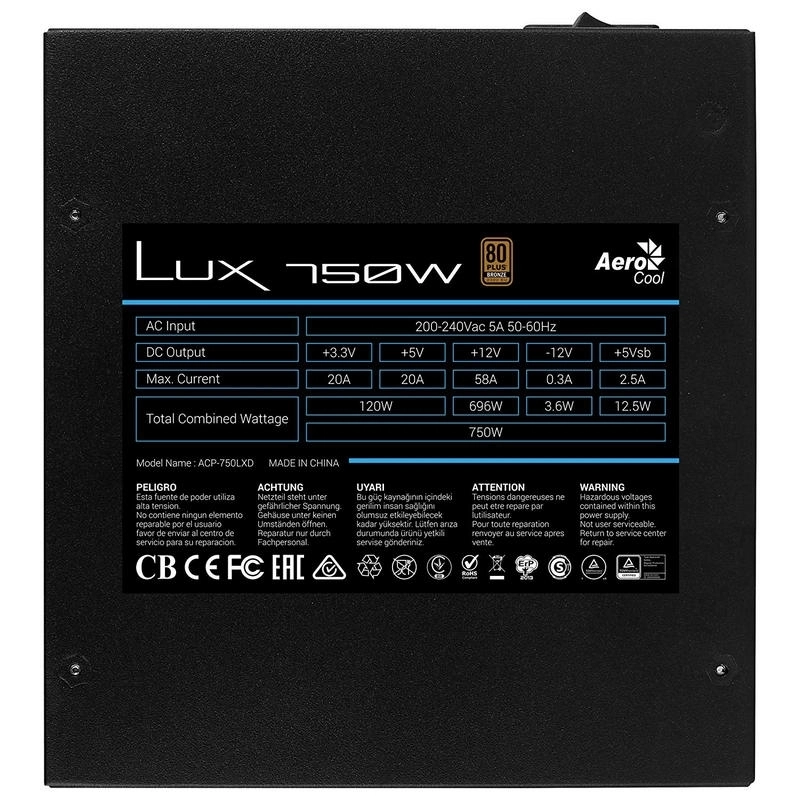 Lux 750W
80
PLUS
BRONZE
Aero
Cool
AC Input 200-240Vac 5A 50-60Hz
DC Output +3.3V +5V +12V -12V +5Vsb
Max. Current 20A 20A 58A 0.3A 2.5A
Total Combined Wattage 120W 696W 3.6W 12.5W
750W
Model Name : ACP-750LXD MADE IN CHINA
PELIGRO
Esta fuente de poder utiliza
alta tension.
No contiene ningun elemento
reparable por el usuario
favor de enviar al centro de
servicio para su reparacion.
ACHTUNG
Netzteil steht unter
gefährlicher Spannung.
Gehäuse unter keinen
Umständen öffnen.
Reparatur nur durch
Fachpersonal.
UYARI
Bu güç kaynağının içindeki
gerilim insan sağlığını
olumsuz etkileyebilecek
kadar yüksektir. Lütfen arıza
durumunda ürünü yetkili
servise gönderiniz.
ATTENTION
Tensions dangereuses ne
peut etre repare par
lutilisateur.
Pour toute reparation
envoyer au service apres
vente.
WARNING
Hazardous voltages
contained within this
power supply.
Not user serviceable.
Return to service center
for repair.
CB CE FC EAC
RoHS
Compliant
ErP
2013
S